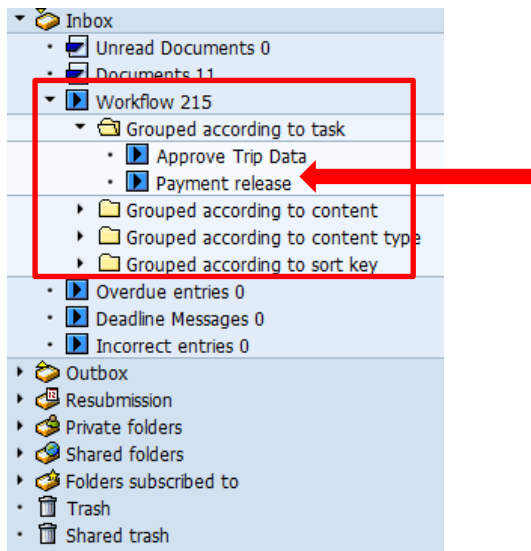 Inbox
Unread Documents 0
Documents 11
Workflow 215
Grouped according to task
Approve Trip Data
Payment release
Grouped according to content
Grouped according to content type
Grouped according to sort key
Overdue entries 0
Deadline Messages 0
Incorrect entries 0
Outbox
Resubmission
Private folders
Shared folders
Folders subscribed to
Trash
Shared trash